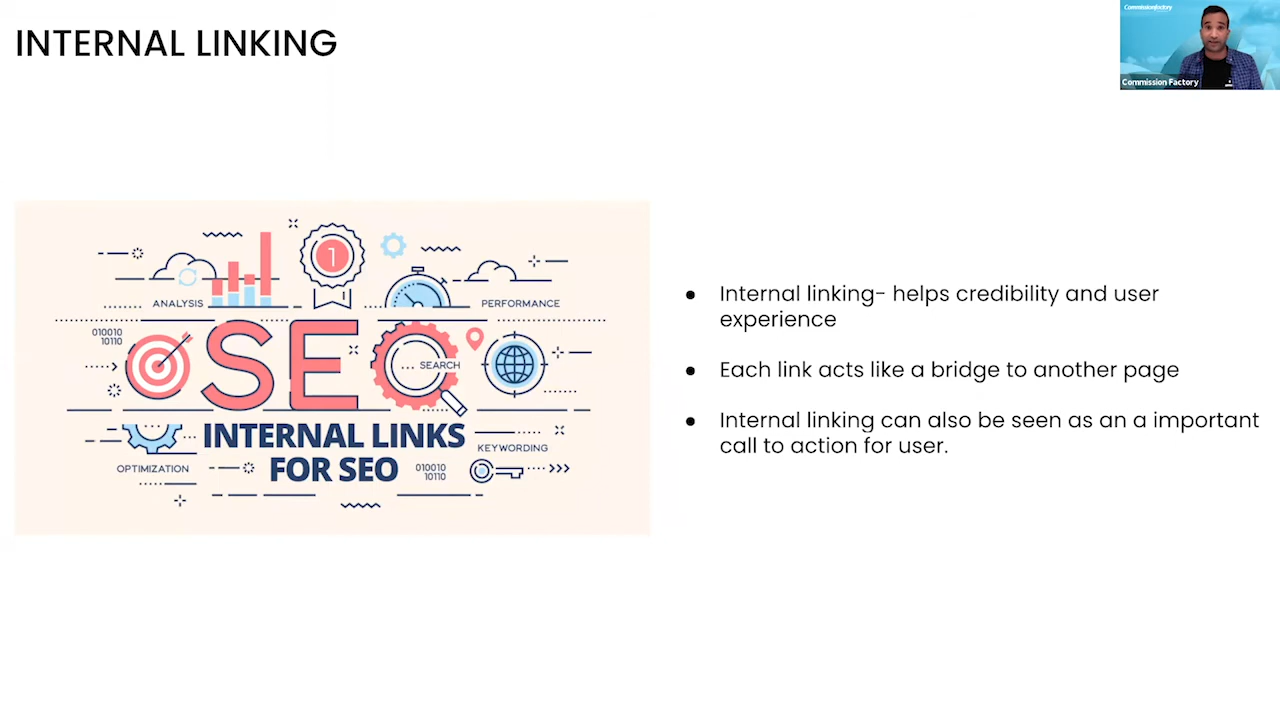 INTERNAL LINKING
CommissionFactory
Commission Factory
1
ANALYSIS
PERFORMANCE
010010
10110
SEO
SEARCH
INTERNAL LINKS
FOR SEO
KEYWORDING
OPTIMIZATION
010010
10110
● Internal linking- helps credibility and user
experience
● Each link acts like a bridge to another page
● Internal linking can also be seen as an a important
call to action for user.